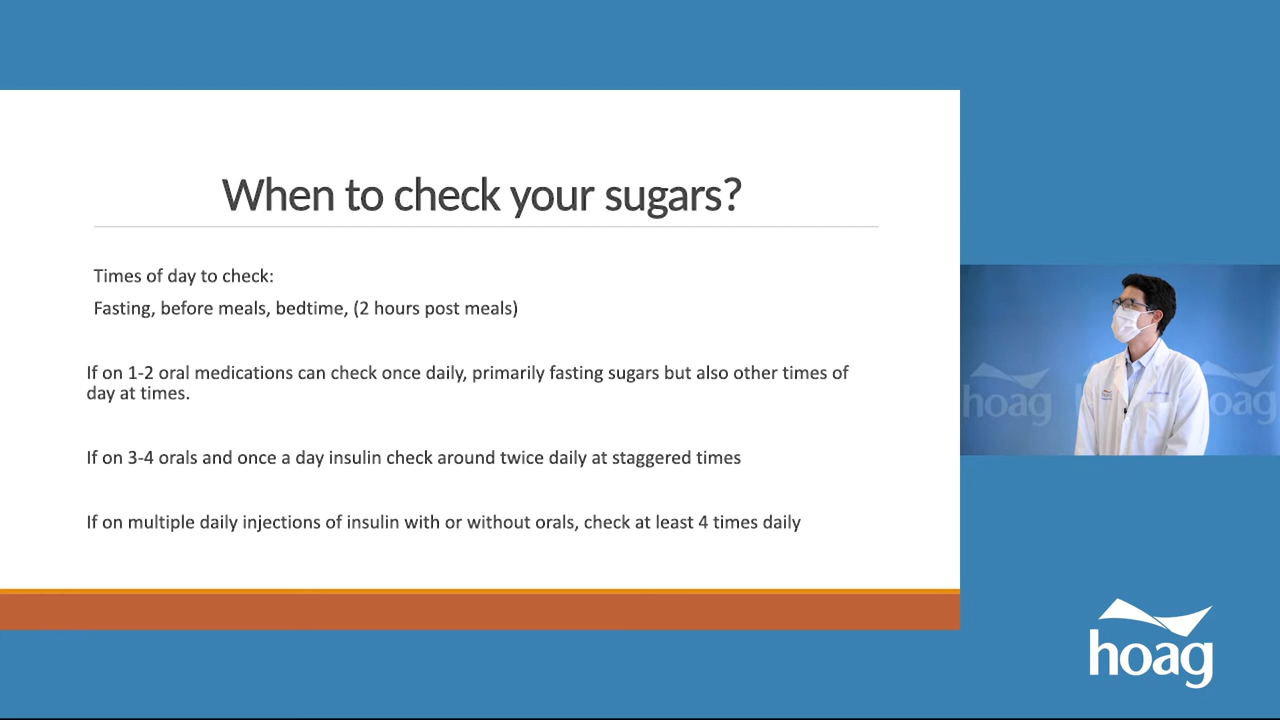 When to check your sugars?
Times of day to check:
Fasting, before meals, bedtime, (2 hours post meals)
If on 1-2 oral medications can check once daily, primarily fasting sugars but also other times of
day at times.
If on 3-4 orals and once a day insulin check around twice daily at staggered times
If on multiple daily injections of insulin with or without orals, check at least 4 times daily
hoag
hoag
hoag